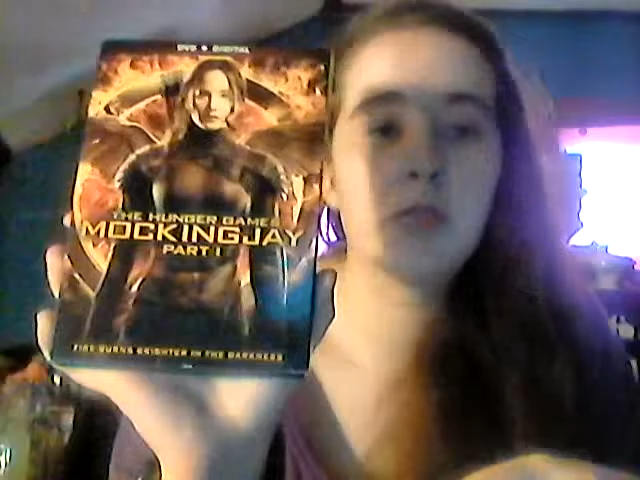 DVD + DIGITAL
THE HUNGER GAMES
MOCKINGJAY
PART 1
FIRE BURNS BRIGHTER IN THE DARKNESS